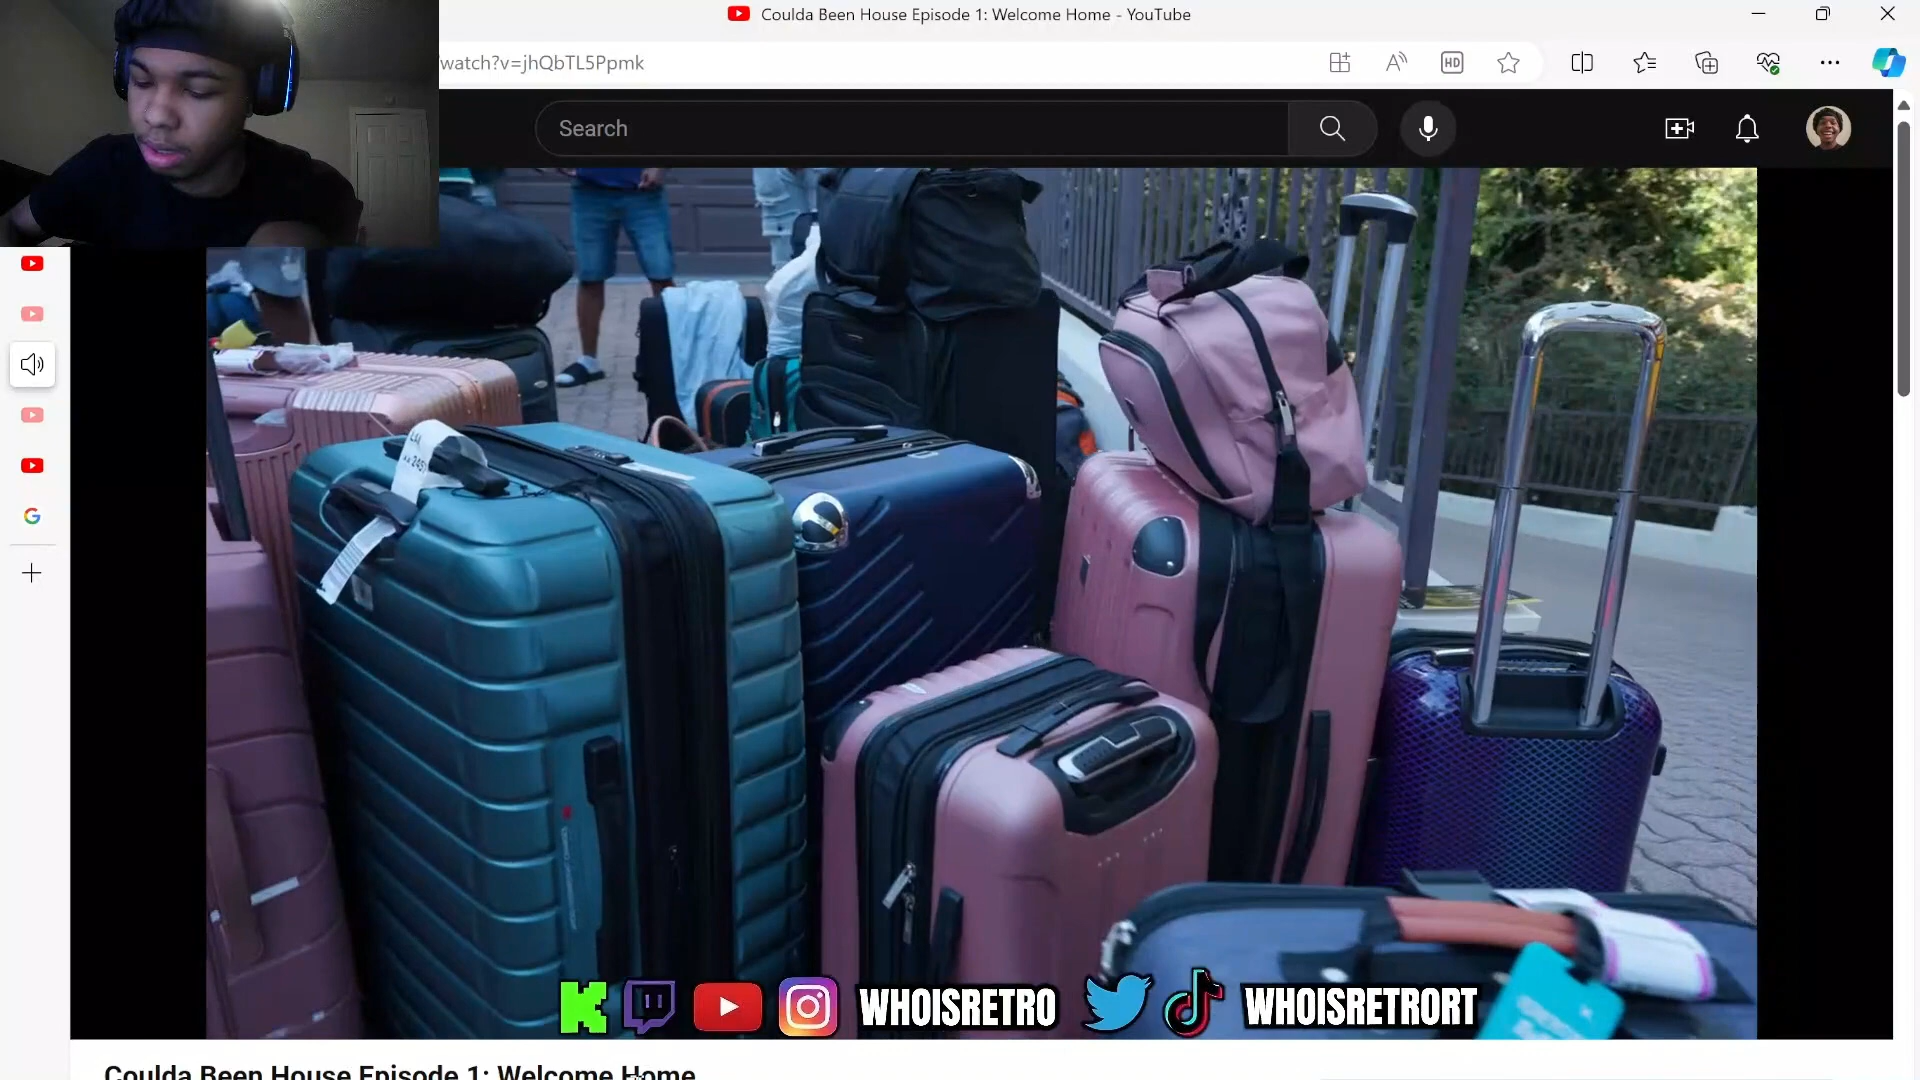 Coulda Been House Episode 1: Welcome Home - YouTube
watch?v=jhQbTL5Ppmk
HD
Search
WHOISRETRO
WHOISRETRORT
Coulda Been House Episode 1: Welcome Home